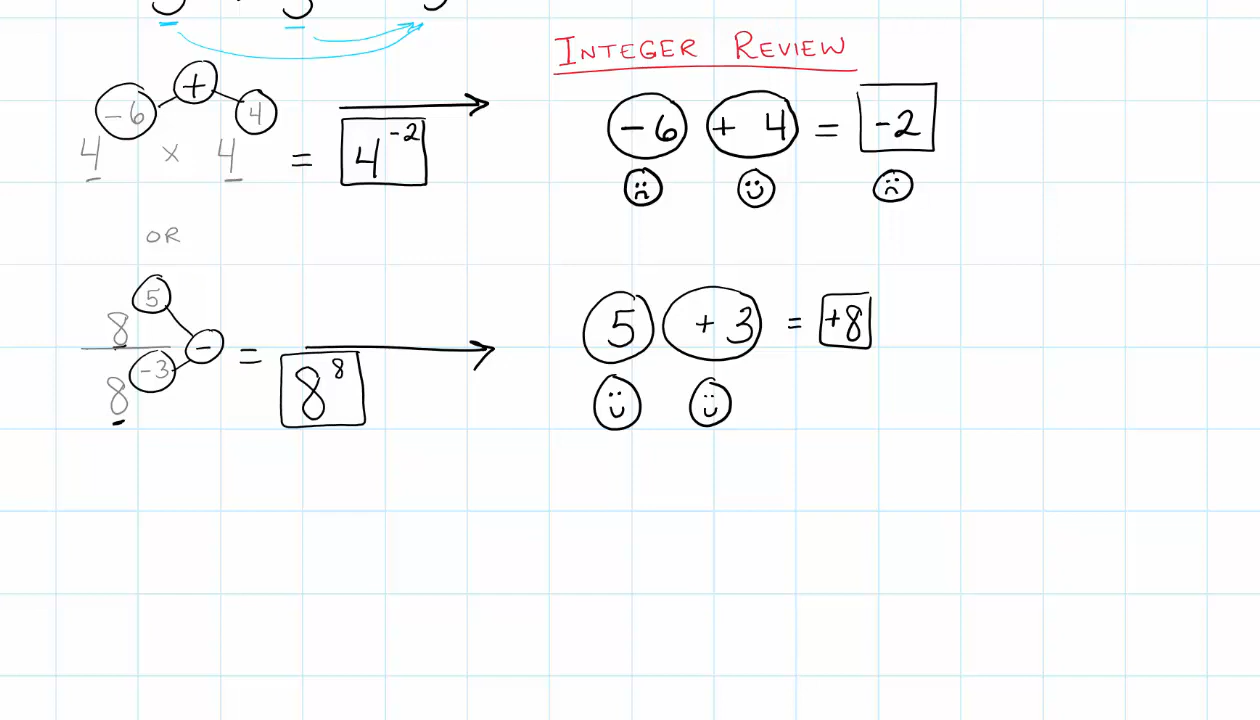 INTEGER REVIEW
-6 + 4
4 x 4 = 4^-2
-6 + 4 = -2
OR
5
8
- = 8^8
-3
8
5 + 3 = +8